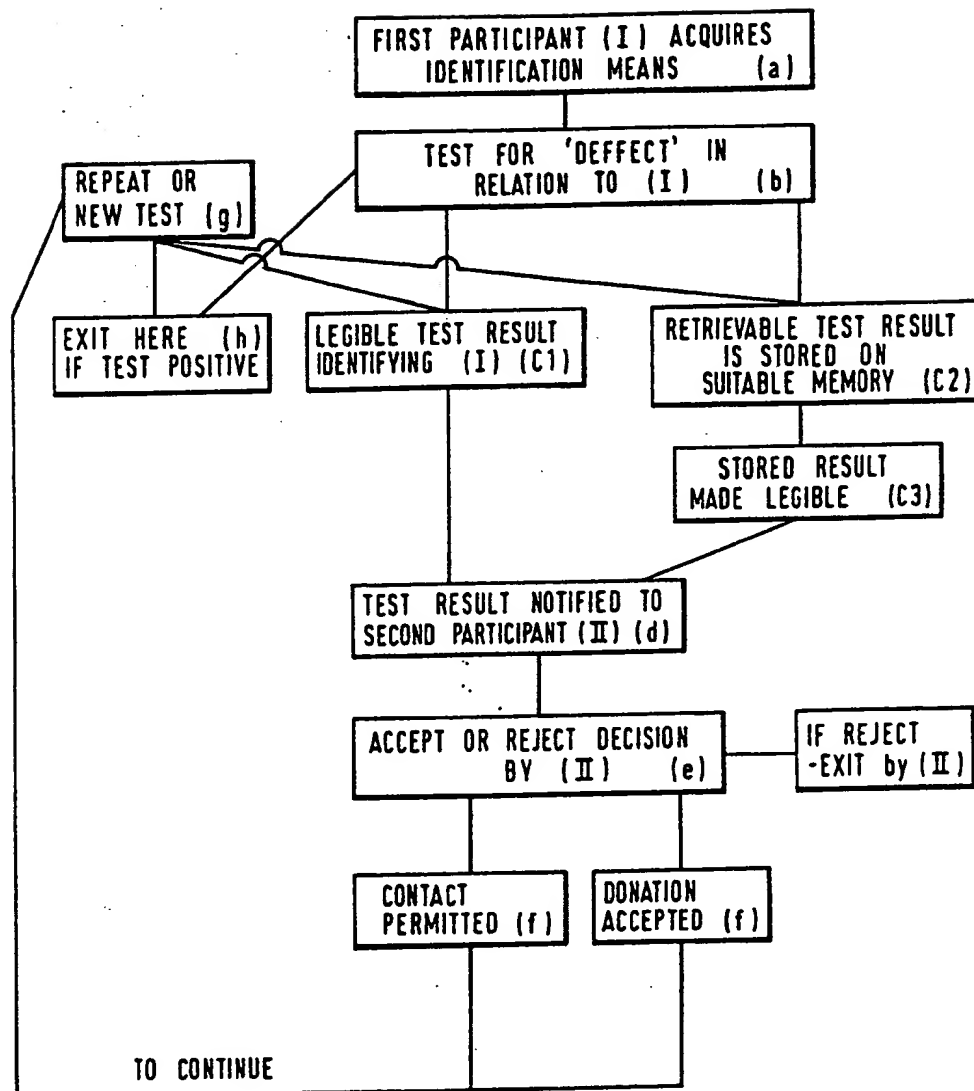 FIRST PARTICIPANT (I) ACQUIRES
IDENTIFICATION MEANS (a)
TEST FOR 'DEFFECT' IN
RELATION TO (I) (b)
REPEAT OR
NEW TEST (g)
EXIT HERE (h)
IF TEST POSITIVE
LEGIBLE TEST RESULT
IDENTIFYING (I) (C1)
RETRIEVABLE TEST RESULT
IS STORED ON
SUITABLE MEMORY (C2)
STORED RESULT
MADE LEGIBLE (C3)
TEST RESULT NOTIFIED TO
SECOND PARTICIPANT (II) (d)
ACCEPT OR REJECT DECISION
BY (II) (e)
IF REJECT
-EXIT by (II)
CONTACT
PERMITTED (f)
DONATION
ACCEPTED (f)
TO CONTINUE